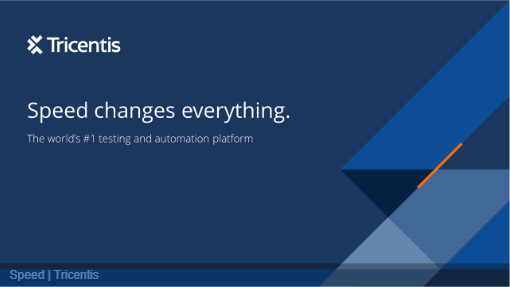 Tricentis
Speed changes everything.
The world's #1 testing and automation platform
Speed | Tricentis